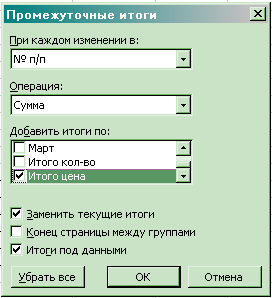 Промежуточные итоги
При каждом изменении в:
№ п/п
Операция:
Сумма
Добавить итоги по:
Март
Итого кол-во
Итого цена
Заменить текущие итоги
Конец страницы между группами
Итоги под данными
Убрать все
OK
Отмена